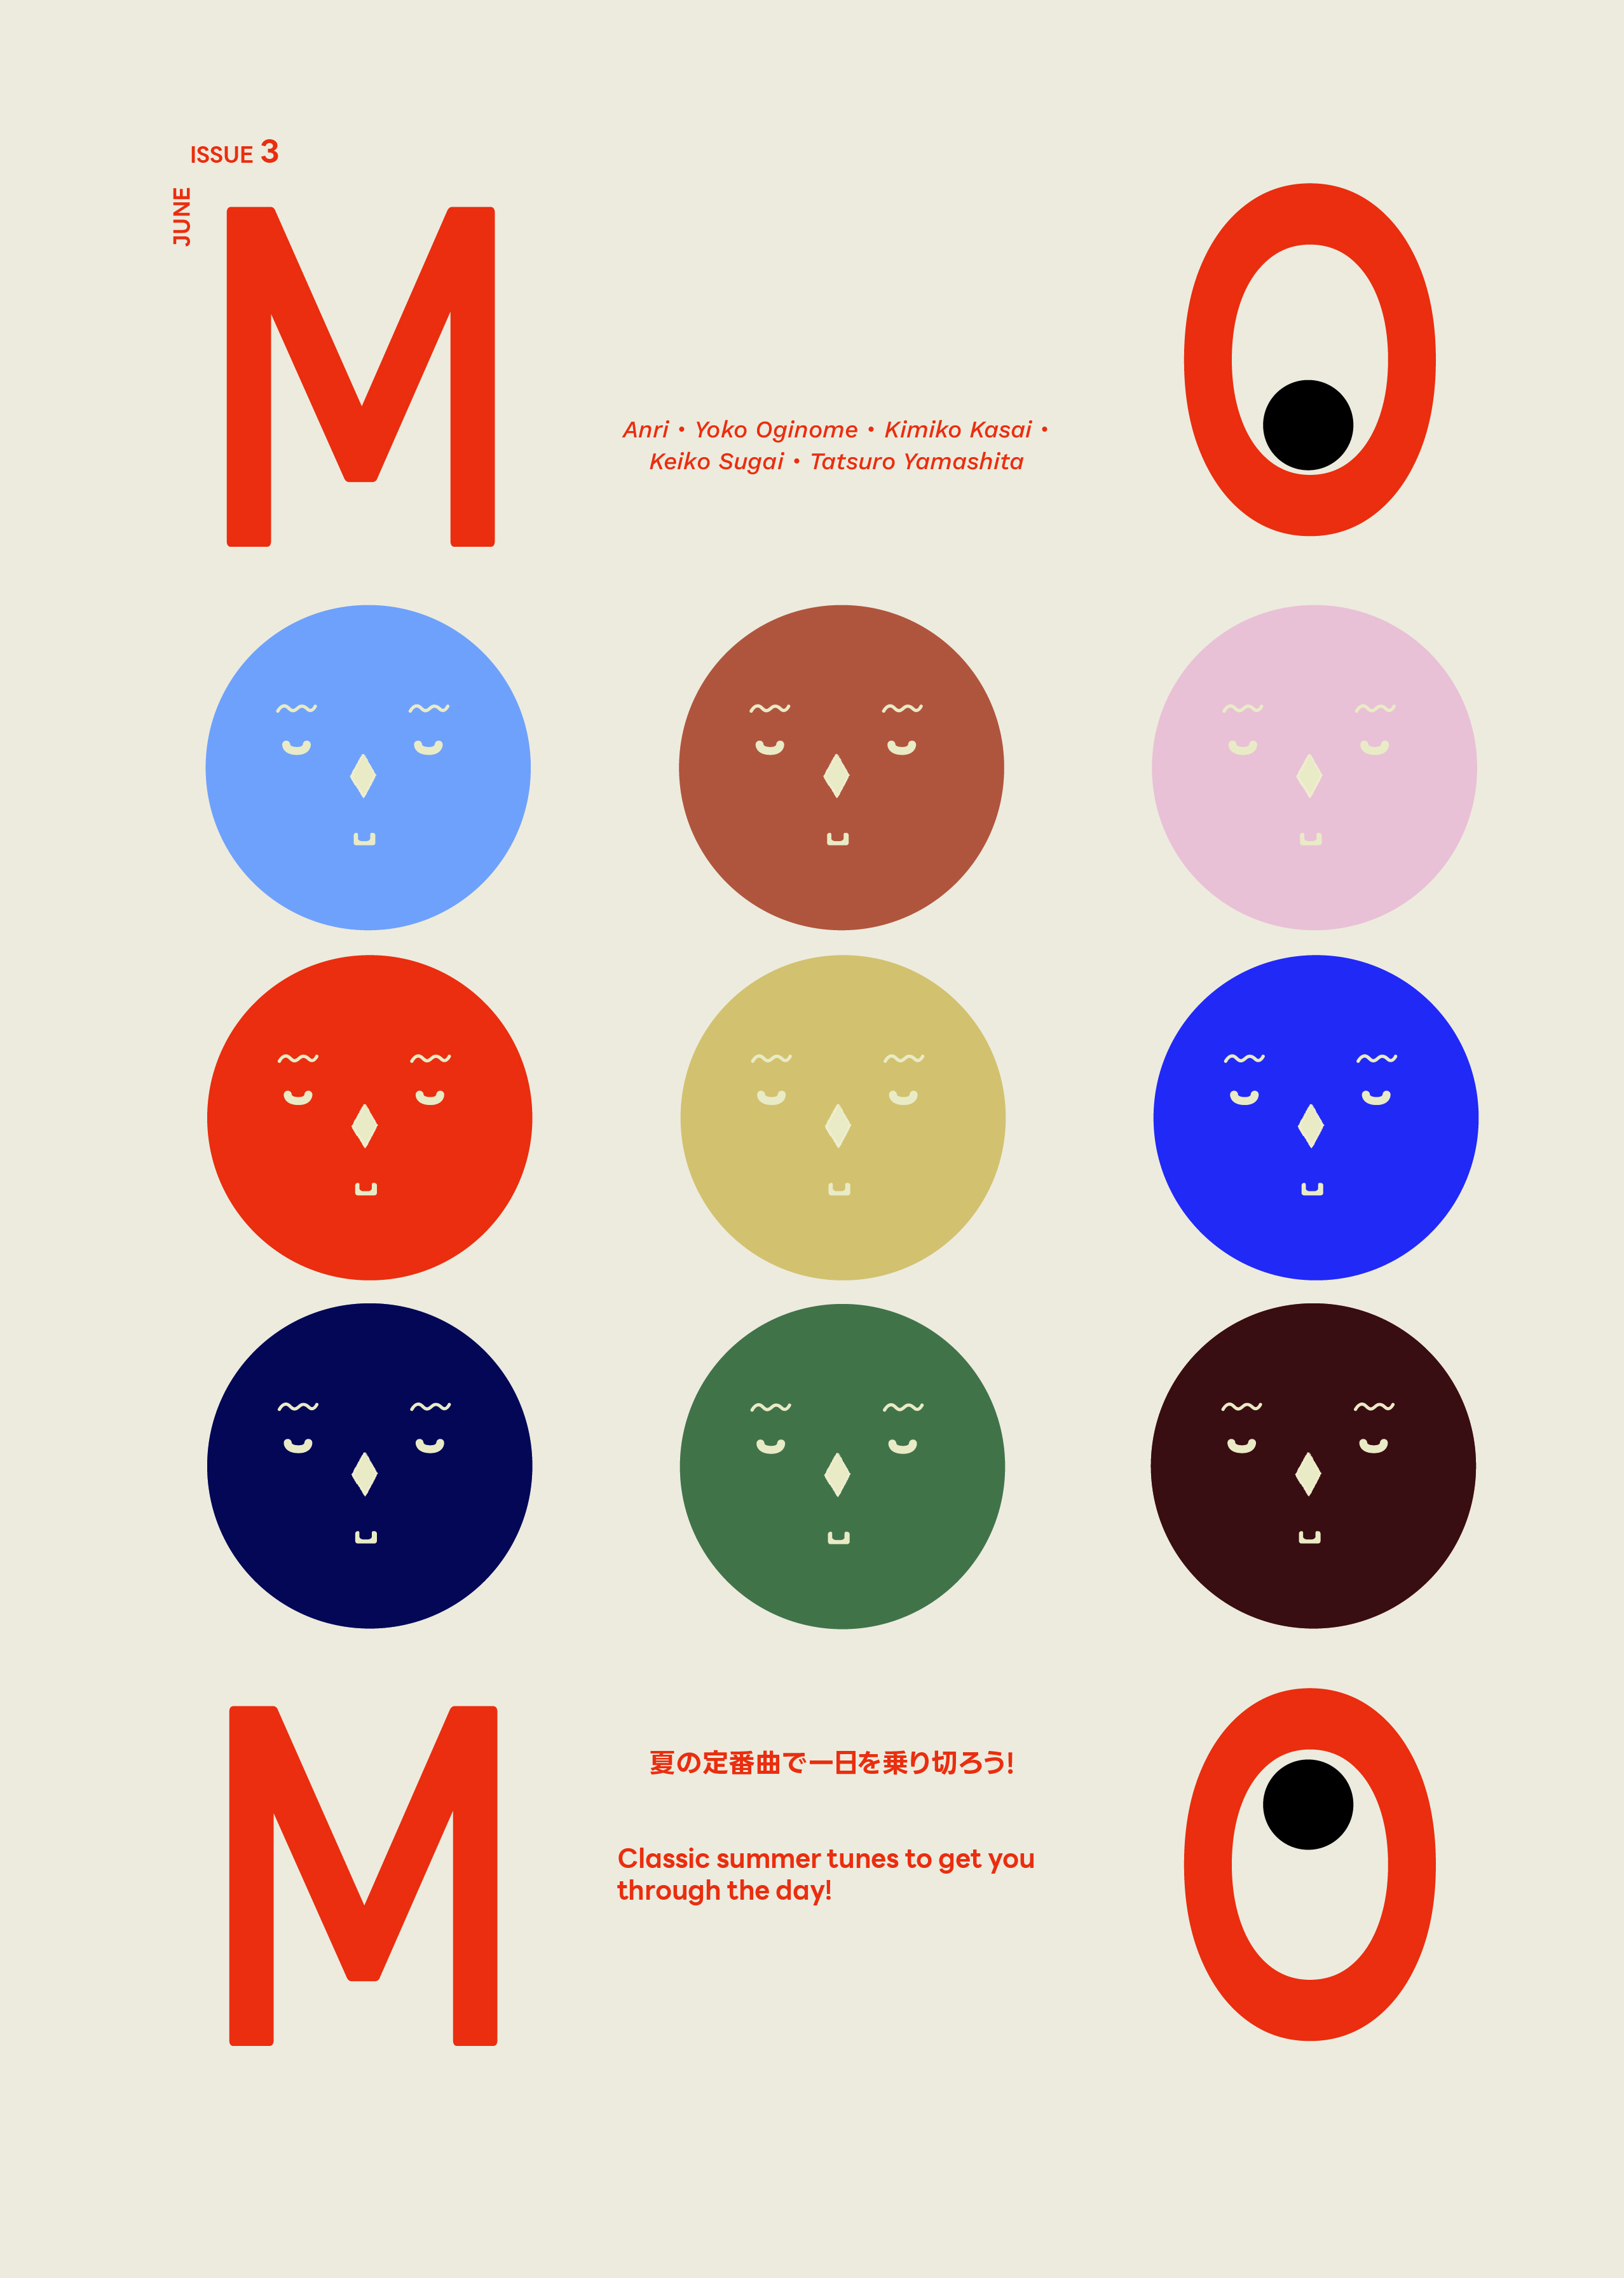 ISSUE 3
JUNE
M O
Anri • Yoko Oginome • Kimiko Kasai •
Keiko Sugai • Tatsuro Yamashita
M O
夏の定番曲で一日を乗り切ろう!
Classic summer tunes to get you
through the day!